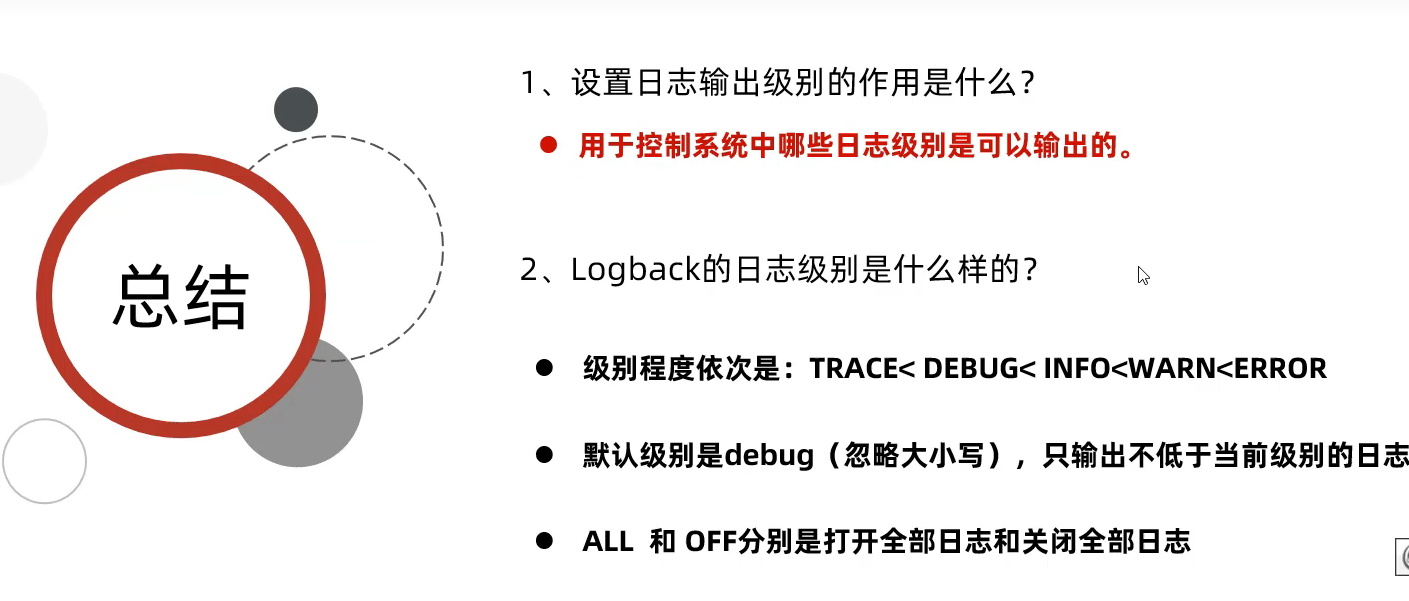 总结
1、设置日志输出级别的作用是什么？
用于控制系统中哪些日志级别是可以输出的。
2、Logback的日志级别是什么样的？
级别程度依次是：TRACE< DEBUG< INFO<WARN<ERROR
默认级别是debug（忽略大小写），只输出不低于当前级别的日志
ALL 和 OFF分别是打开全部日志和关闭全部日志